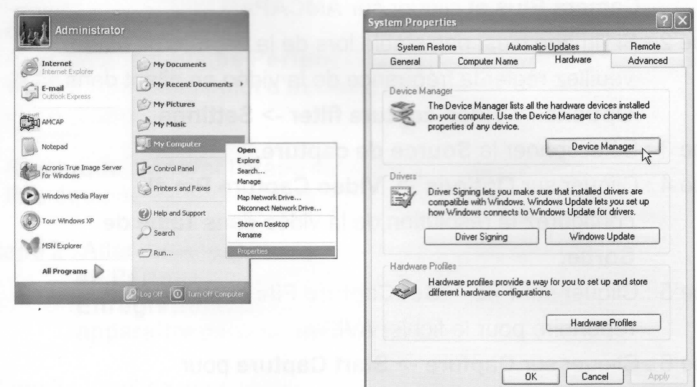 Administrator
Internet
Internet Explorer
E-mail
Outlook Express
AMCAP
Notepad
Acronis True Image Server
for Windows
Windows Media Player
Tour Windows XP
MSN Explorer
All Programs
My Documents
My Recent Documents
My Pictures
My Music
My Computer
Control Panel
Printers and Faxes
Help and Support
Search
Run...
Log Off
Turn Off Computer
Open
Explore
Search...
Manage
Map Network Drive...
Disconnect Network Drive...
Show on Desktop
Rename
Properties
System Properties
System Restore
Automatic Updates
Remote
General
Computer Name
Hardware
Advanced
Device Manager
The Device Manager lists all the hardware devices installed
on your computer. Use the Device Manager to change the
properties of any device.
Device Manager
Drivers
Driver Signing lets you make sure that installed drivers are
compatible with Windows. Windows Update lets you set up
how Windows connects to Windows Update for drivers.
Driver Signing
Windows Update
Hardware Profiles
Hardware profiles provide a way for you to set up and store
different hardware configurations.
Hardware Profiles
OK
Cancel
Apply